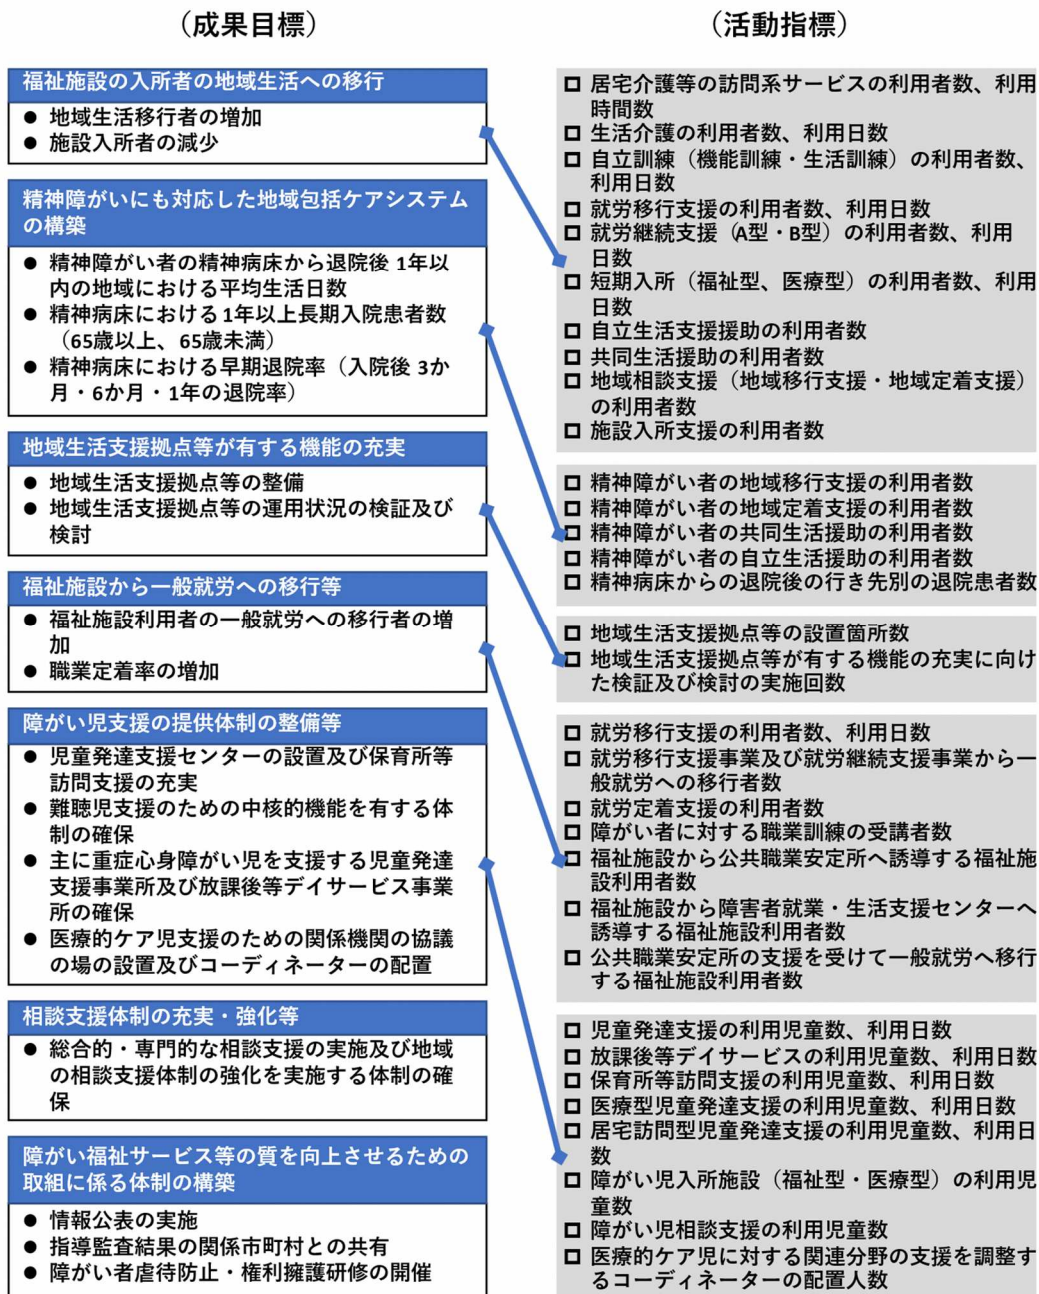 （成果目標）
福祉施設の入所者の地域生活への移行
● 地域生活移行者の増加
● 施設入所者の減少
精神障がいにも対応した地域包括ケアシステム
の構築
● 精神障がい者の精神病床から退院後 1年以
内の地域における平均生活日数
● 精神病床における1年以上長期入院患者数
（65歳以上、65歳未満）
● 精神病床における早期退院率（入院後 3か
月・6か月・1年の退院率）
地域生活支援拠点等が有する機能の充実
● 地域生活支援拠点等の整備
● 地域生活支援拠点等の運用状況の検証及び
検討
福祉施設から一般就労への移行等
● 福祉施設利用者の一般就労への移行者の増
加
● 職業定着率の増加
障がい児支援の提供体制の整備等
● 児童発達支援センターの設置及び保育所等
訪問支援の充実
● 難聴児支援のための中核的機能を有する体
制の確保
● 主に重症心身障がい児を支援する児童発達
支援事業所及び放課後等デイサービス事業
所の確保
● 医療的ケア児支援のための関係機関の協議
の場の設置及びコーディネーターの配置
相談支援体制の充実・強化等
● 総合的・専門的な相談支援の実施及び地域
の相談支援体制の強化を実施する体制の確
保
障がい福祉サービス等の質を向上させるための
取組に係る体制の構築
● 情報公表の実施
● 指導監査結果の関係市町村との共有
● 障がい者虐待防止・権利擁護研修の開催
（活動指標）
□ 居宅介護等の訪問系サービスの利用者数、利用
時間数
□ 生活介護の利用者数、利用日数
□ 自立訓練（機能訓練・生活訓練）の利用者数、
利用日数
□ 就労移行支援の利用者数、利用日数
□ 就労継続支援（A型・B型）の利用者数、利用
日数
□ 短期入所（福祉型、医療型）の利用者数、利用
日数
□ 自立生活支援援助の利用者数
□ 共同生活援助の利用者数
□ 地域相談支援（地域移行支援・地域定着支援）
の利用者数
□ 施設入所支援の利用者数
□ 精神障がい者の地域移行支援の利用者数
□ 精神障がい者の地域定着支援の利用者数
□ 精神障がい者の共同生活援助の利用者数
□ 精神障がい者の自立生活援助の利用者数
□ 精神病床からの退院後の行き先別の退院患者数
□ 地域生活支援拠点等の設置箇所数
□ 地域生活支援拠点等が有する機能の充実に向け
た検証及び検討の実施回数
□ 就労移行支援の利用者数、利用日数
□ 就労移行支援事業及び就労継続支援事業から一
般就労への移行者数
□ 就労定着支援の利用者数
□ 障がい者に対する職業訓練の受講者数
□ 福祉施設から公共職業安定所へ誘導する福祉施
設利用者数
□ 福祉施設から障害者就業・生活支援センターへ
誘導する福祉施設利用者数
□ 公共職業安定所の支援を受けて一般就労へ移行
する福祉施設利用者数
□ 児童発達支援の利用児童数、利用日数
□ 放課後等デイサービスの利用児童数、利用日数
□ 保育所等訪問支援の利用児童数、利用日数
□ 医療型児童発達支援の利用児童数、利用日数
□ 居宅訪問型児童発達支援の利用児童数、利用日
数
□ 障がい児入所施設（福祉型・医療型）の利用児
童数
□ 障がい児相談支援の利用児童数
□ 医療的ケア児に対する関連分野の支援を調整す
るコーディネーターの配置人数